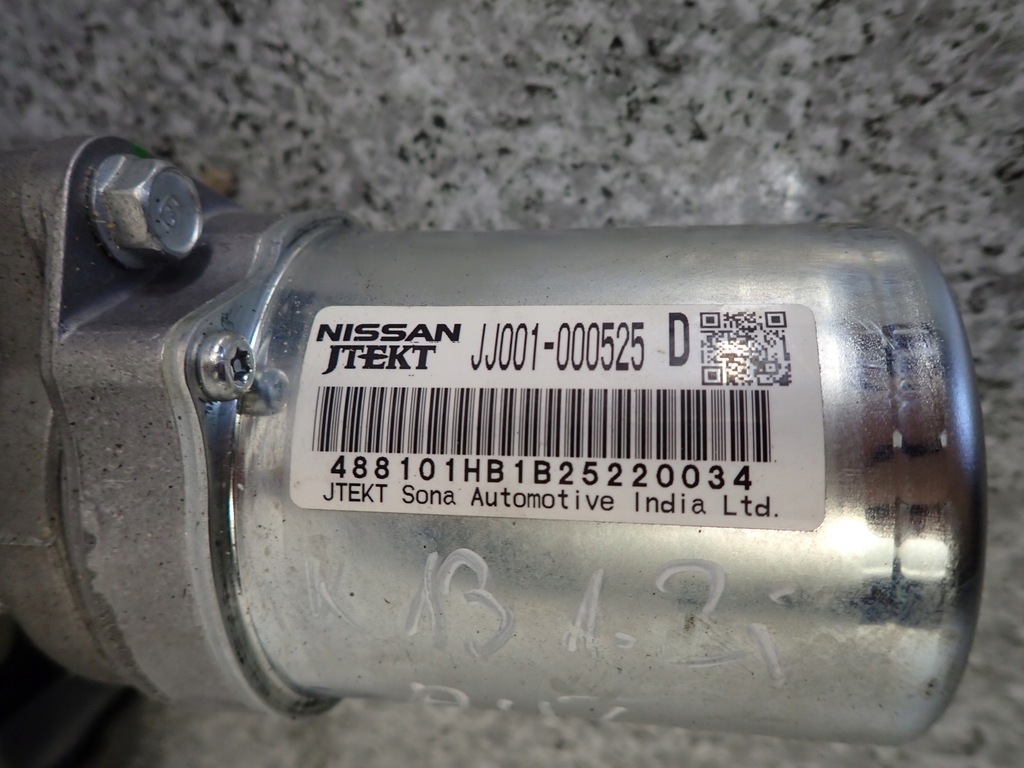 NISSAN
JTEKT
JJ001-000525 D
488101HB1B25220034
JTEKT Sona Automotive India Ltd.